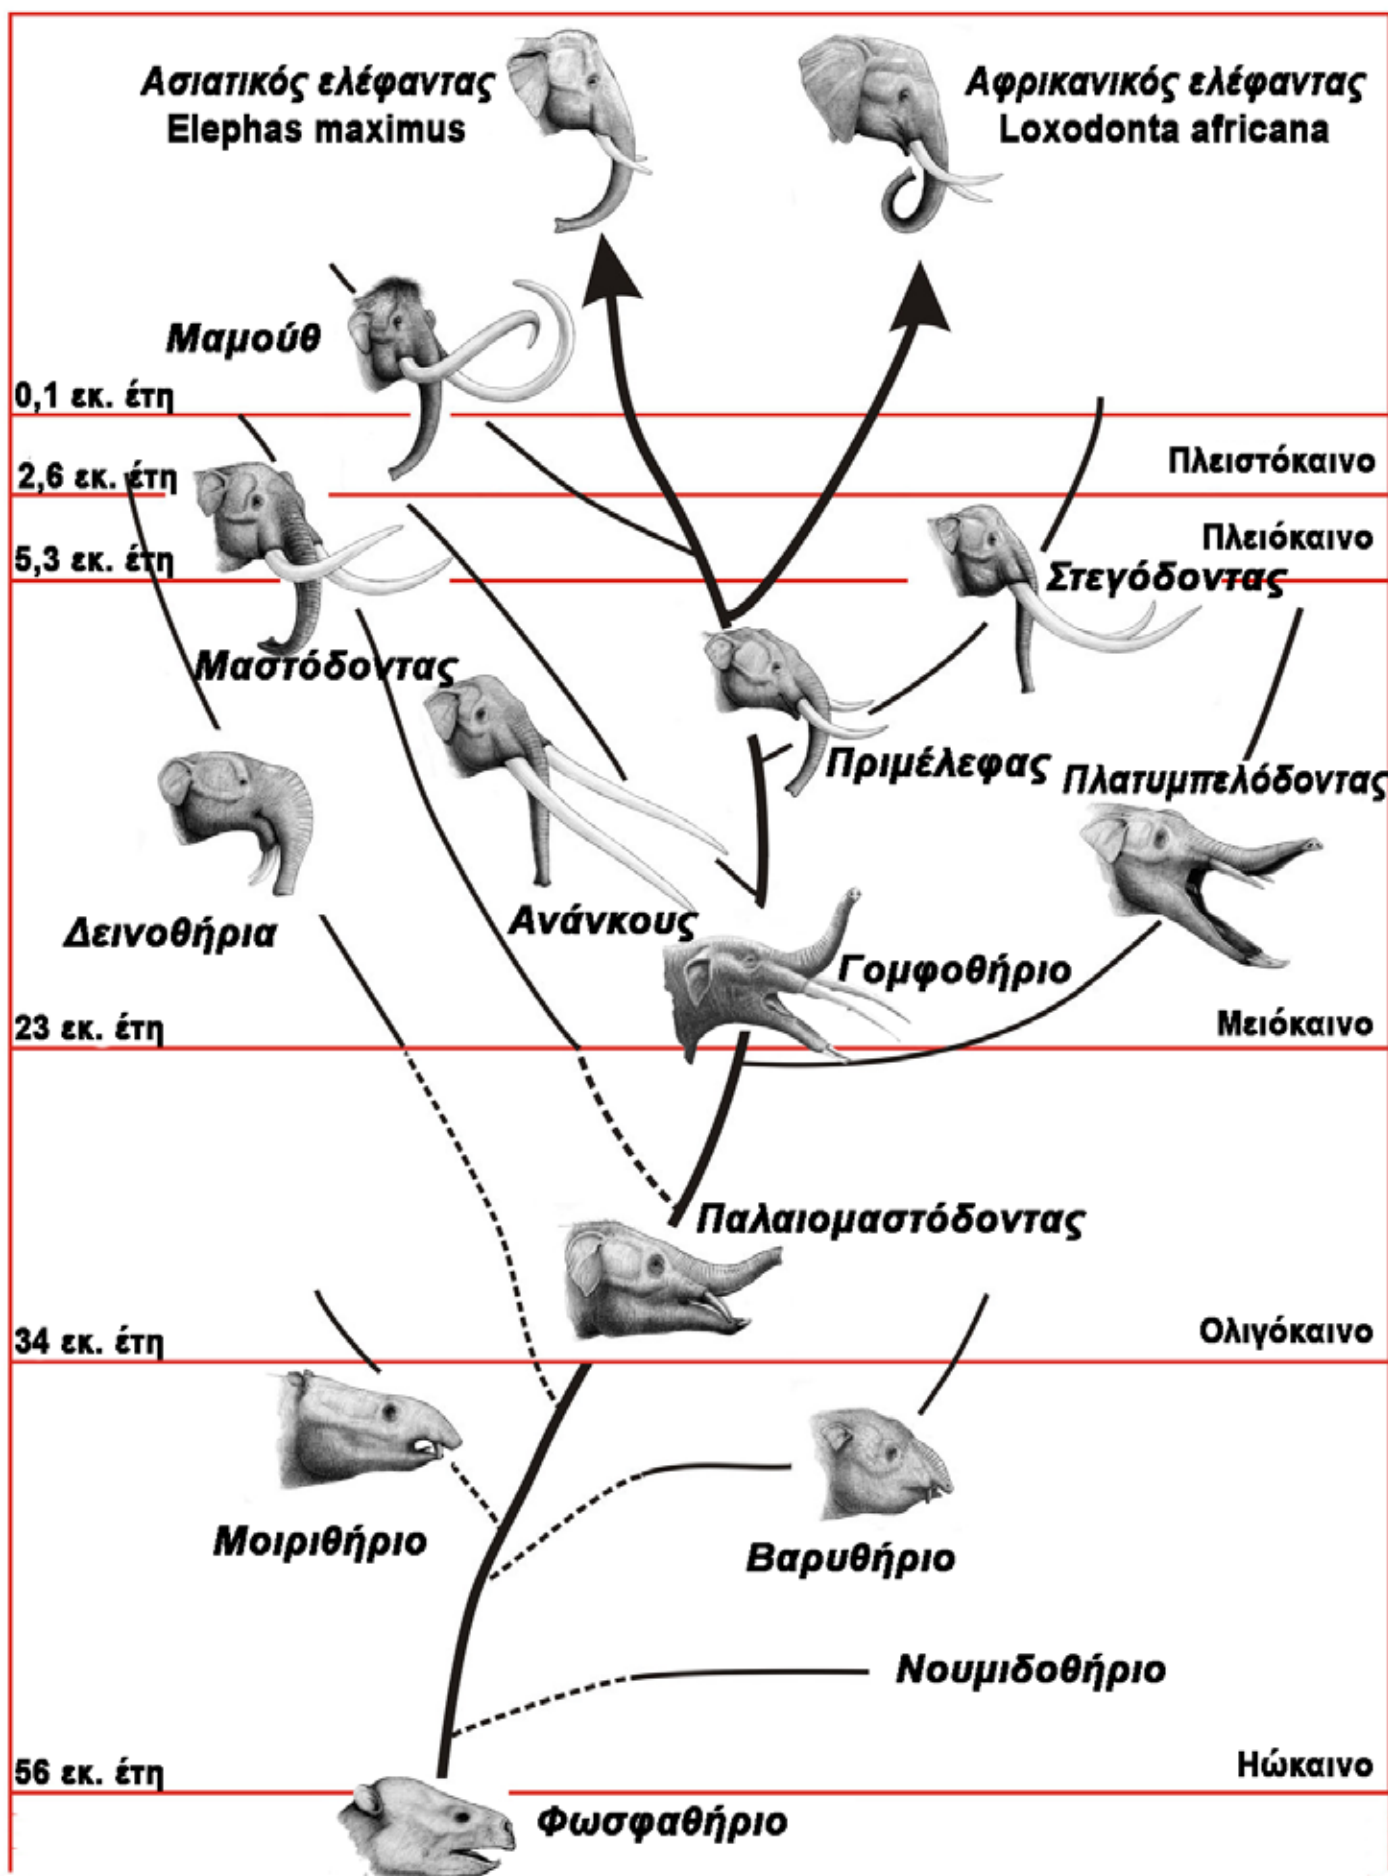 Ασιατικός ελέφαντας
Elephas maximus
Αφρικανικός ελέφαντας
Loxodonta africana
Μαμούθ
0,1 εκ. έτη
Πλειστόκαινο
2,6 εκ. έτη
Πλειόκαινο
5,3 εκ. έτη
Στεγόδοντας
Μαστόδοντας
Πριμέλεφας
Πλατυμπελόδοντας
Δεινοθήρια
Ανάνκους
Γομφοθήριο
23 εκ. έτη
Μειόκαινο
Παλαιομαστόδοντας
34 εκ. έτη
Ολιγόκαινο
Μοιριθήριο
Βαρυθήριο
Νουμιδοθήριο
56 εκ. έτη
Ηώκαινο
Φωσφαθήριο